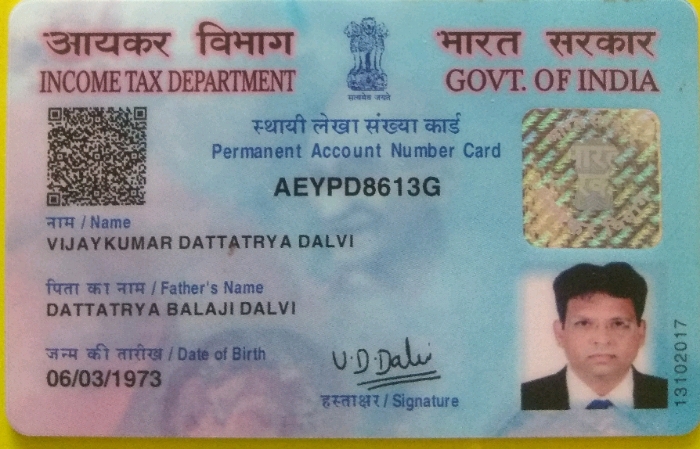 आयकर विभाग
INCOME TAX DEPARTMENT
सत्यमेव जयते
भारत सरकार
GOVT. OF INDIA
स्थायी लेखा संख्या कार्ड
Permanent Account Number Card
AEYPD8613G
नाम / Name
VIJAYKUMAR DATTATRYA DALVI
पिता का नाम / Father's Name
DATTATRYA BALAJI DALVI
जन्म की तारीख / Date of Birth
06/03/1973
V.D.Dalvi
हस्ताक्षर / Signature
13102017